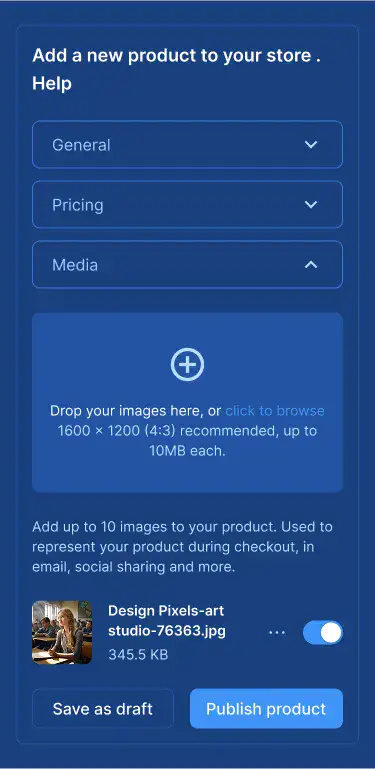 Add a new product to your store .
Help
General
Pricing
Media
Drop your images here, or click to browse
1600 × 1200 (4:3) recommended, up to
10MB each.
Add up to 10 images to your product. Used to
represent your product during checkout, in
email, social sharing and more.
Design Pixels-art
studio-76363.jpg
345.5 KB
Save as draft
Publish product